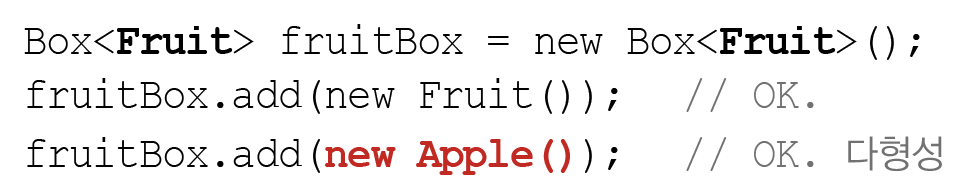 Box<Fruit> fruitBox = new Box<Fruit>();
fruitBox.add(new Fruit());   // OK.
fruitBox.add(new Apple());   // OK. 다형성